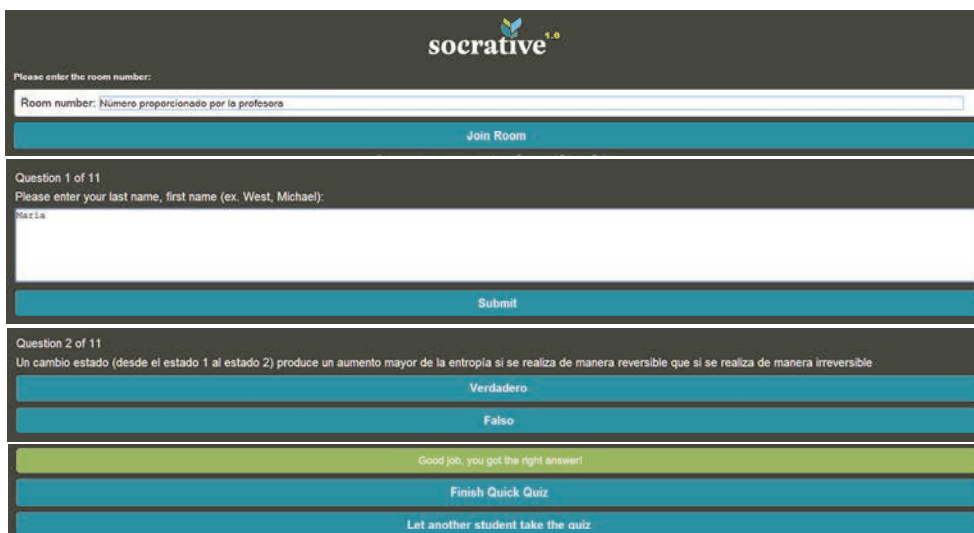 socrative 1.0
Please enter the room number:
Room number: Número proporcionado por la profesora
Join Room
Question 1 of 11
Please enter your last name, first name (ex. West, Michael):
María
Submit
Question 2 of 11
Un cambio estado (desde el estado 1 al estado 2) produce un aumento mayor de la entropía si se realiza de manera reversible que si se realiza de manera irreversible
Verdadero
Falso
Good job, you got the right answer!
Finish Quick Quiz
Let another student take the quiz